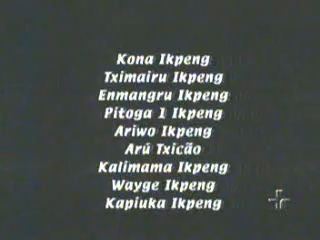 Kona Ikpeng
Tximairu Ikpeng
Enmangru Ikpeng
Pitoga 1 Ikpeng
Ariwo Ikpeng
Arú Txicão
Kalimama Ikpeng
Wayge Ikpeng
Kapiuka Ikpeng